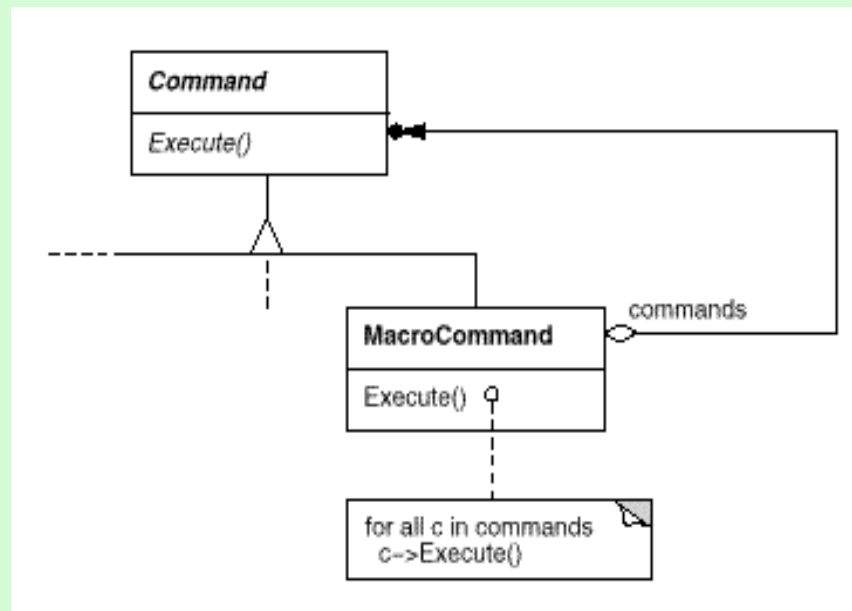 Command
Execute()
commands
MacroCommand
Execute()
for all c in commands
c->Execute()